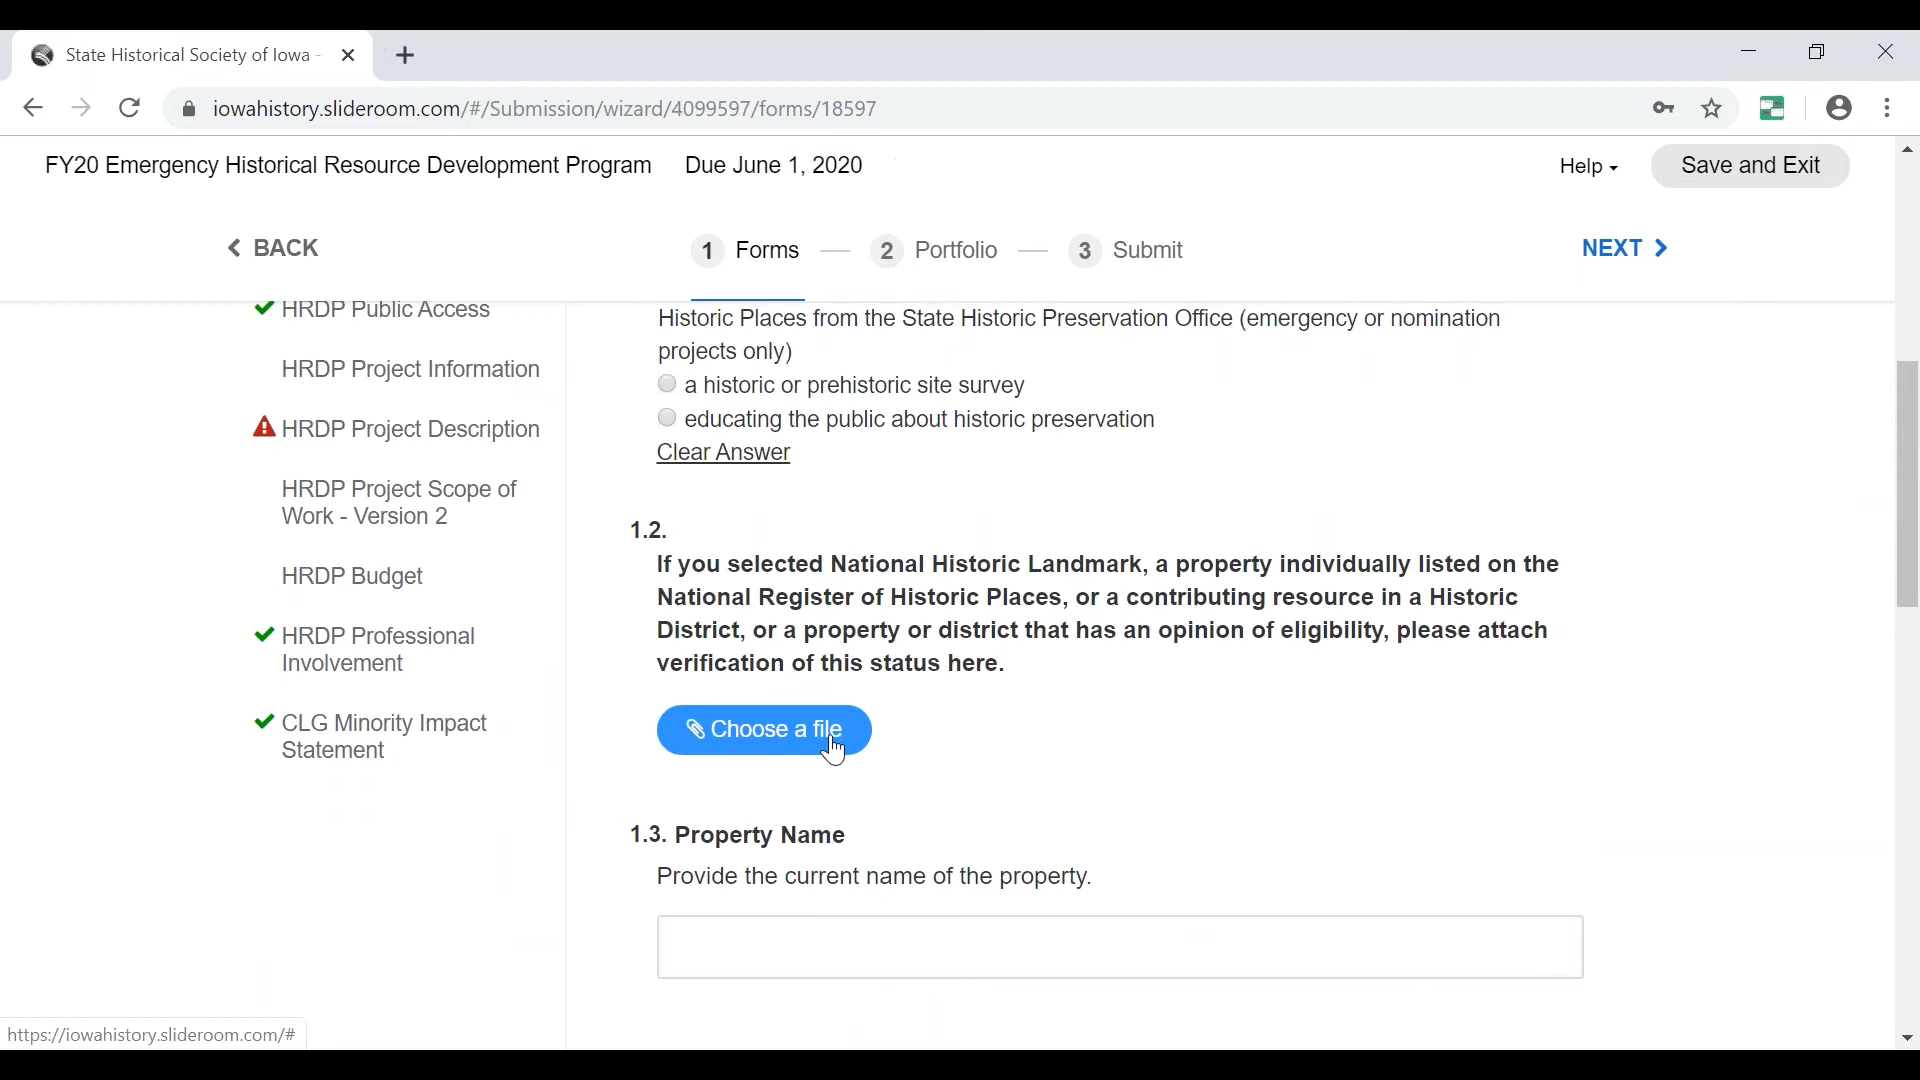 State Historical Society of Iowa -
iowahistory.slideroom.com/#/Submission/wizard/4099597/forms/18597
FY20 Emergency Historical Resource Development Program Due June 1, 2020
Help
Save and Exit
BACK
1 Forms
2 Portfolio
3 Submit
NEXT
HRDP Public Access
HRDP Project Information
HRDP Project Description
HRDP Project Scope of
Work - Version 2
HRDP Budget
HRDP Professional
Involvement
CLG Minority Impact
Statement
Historic Places from the State Historic Preservation Office (emergency or nomination
projects only)
a historic or prehistoric site survey
educating the public about historic preservation
Clear Answer
1.2.
If you selected National Historic Landmark, a property individually listed on the
National Register of Historic Places, or a contributing resource in a Historic
District, or a property or district that has an opinion of eligibility, please attach
verification of this status here.
Choose a file
1.3. Property Name
Provide the current name of the property.
https://iowahistory.slideroom.com/#